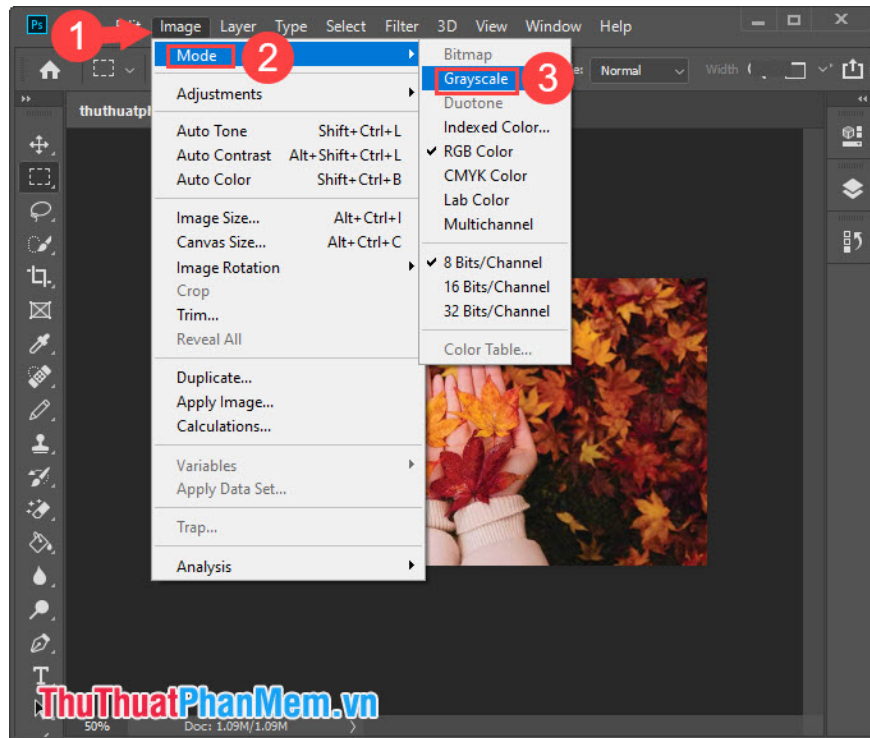 Ps
1
Edit Image Layer Type Select Filter 3D View Window Help
Mode
2
Adjustments
Auto Tone Shift+Ctrl+L
Auto Contrast Alt+Shift+Ctrl+L
Auto Color Shift+Ctrl+B
Image Size... Alt+Ctrl+I
Canvas Size... Alt+Ctrl+C
Image Rotation
Crop
Trim...
Reveal All
Duplicate...
Apply Image...
Calculations...
Variables
Apply Data Set...
Trap...
Analysis
Bitmap
Grayscale
3
Duotone
Indexed Color...
RGB Color
CMYK Color
Lab Color
Multichannel
8 Bits/Channel
16 Bits/Channel
32 Bits/Channel
Color Table...
Normal
Width
thuthuatp
T
ThuThuatPhanMem.vn
50% Doc: 1.09M/1.09M